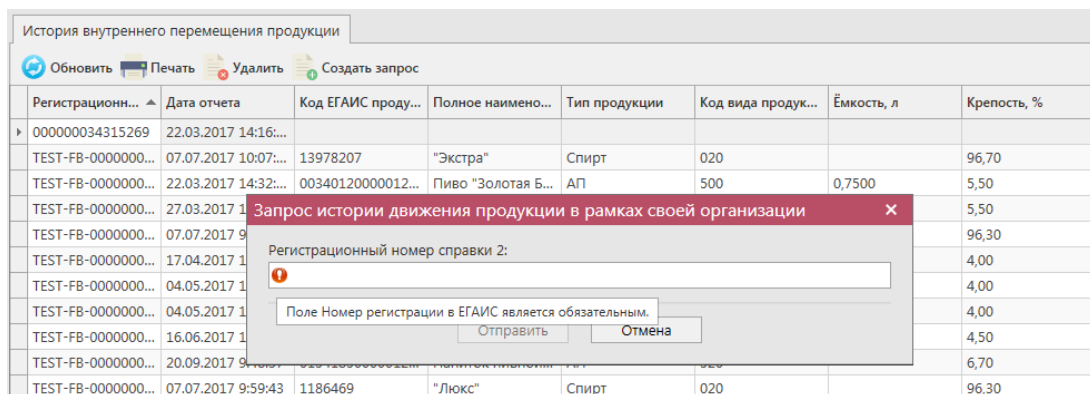 История внутреннего перемещения продукции
Обновить Печать Удалить Создать запрос
Регистрационн... Дата отчета Код ЕГАИС проду... Полное наимено... Тип продукции Код вида продук... Ёмкость, л Крепость, %
000000034315269 22.03.2017 14:16:...
TEST-FB-0000000... 07.07.2017 10:07:... 13978207 "Экстра" Спирт 020 96,70
TEST-FB-0000000... 22.03.2017 14:32:... 00340120000012... Пиво "Золотая Б... АП 500 0,7500 5,50
TEST-FB-0000000... 27.03.2017 1 5,50
Запрос истории движения продукции в рамках своей организации
TEST-FB-0000000... 07.07.2017 9 96,30
Регистрационный номер справки 2:
TEST-FB-0000000... 17.04.2017 1 4,00
TEST-FB-0000000... 04.05.2017 1 4,00
TEST-FB-0000000... 04.05.2017 1 4,00
Поле Номер регистрации в ЕГАИС является обязательным.
TEST-FB-0000000... 16.06.2017 1 4,50
Отправить Отмена
TEST-FB-0000000... 20.09.2017 6,70
TEST-FB-0000000... 07.07.2017 9:59:43 1186469 "Люкс" Спирт 020 96,30